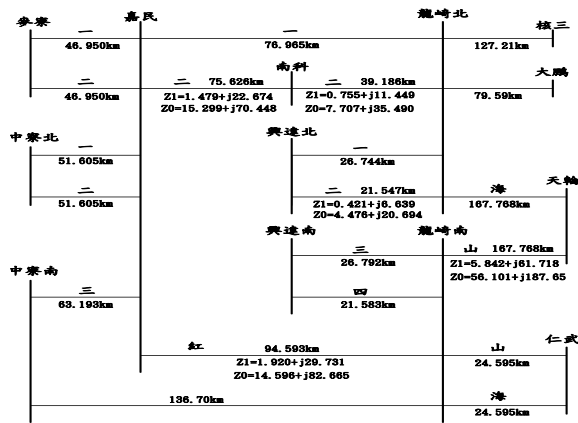 麥寮 嘉民 龍崎北 核三
一 一
46.950km 76.965km 127.21km
南科 大鵬
二 二 75.626km 二 39.186km
46.950km Z1=1.479+j22.674 Z1=0.755+j11.449 79.59km
Z0=15.299+j70.448 Z0=7.707+j35.490
中寮北 興達北
一 一
51.605km 26.744km
二 二 21.547km 海 天輪
51.605km Z1=0.421+j6.639 167.768km
Z0=4.476+j20.694
興達南 龍崎南
三 山 167.768km
26.792km Z1=5.842+j61.718
中寮南 Z0=56.101+j187.65
三 四
63.193km 21.583km
紅 94.593km 山 仁武
Z1=1.920+j29.731 24.595km
Z0=14.596+j82.665
136.70km 海
24.595km